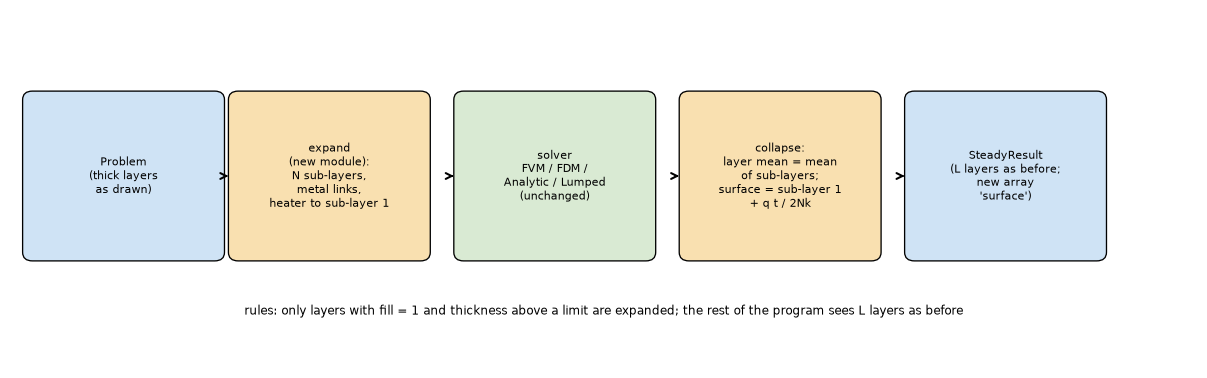 Problem
(thick layers
as drawn)
expand
(new module):
N sub-layers,
metal links,
heater to sub-layer 1
solver
FVM / FDM /
Analytic / Lumped
(unchanged)
collapse:
layer mean = mean
of sub-layers;
surface = sub-layer 1
+ q t / 2Nk
SteadyResult
(L layers as before;
new array
'surface')
rules: only layers with fill = 1 and thickness above a limit are expanded; the rest of the program sees L layers as before